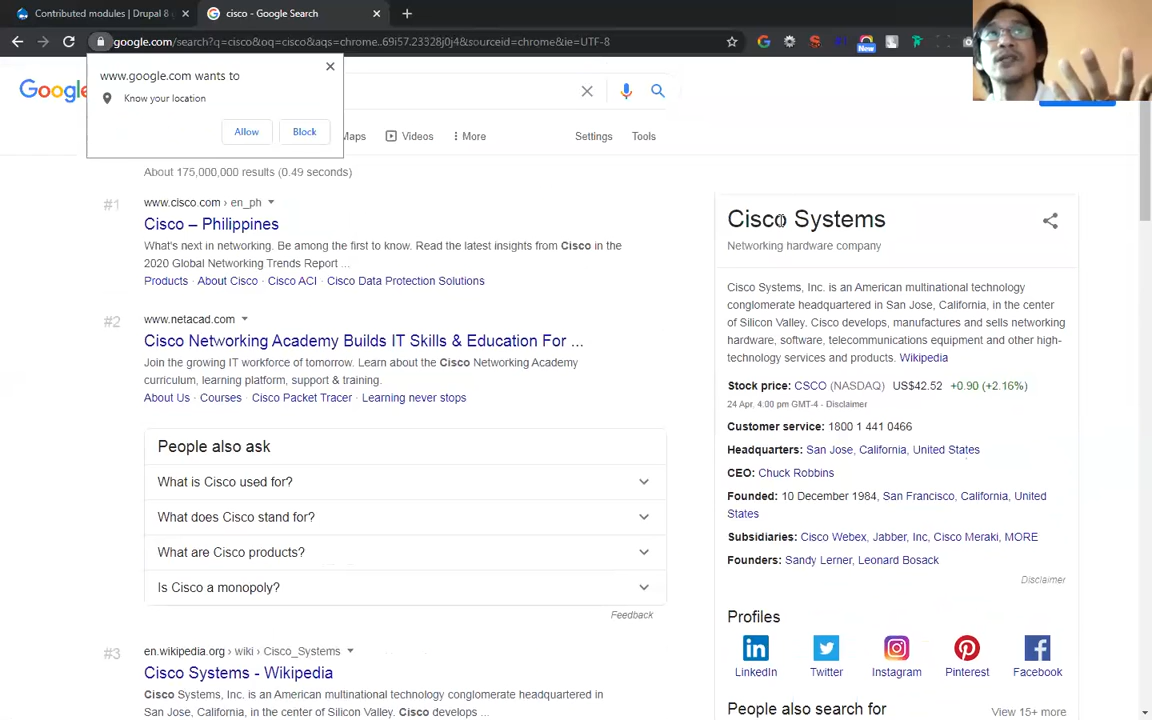 Contributed modules | Drupal 8
cisco - Google Search
google.com/search?q=cisco&oq=cisco&aqs=chrome..69i57.23328j0j4&sourceid=chrome&ie=UTF-8
New
www.google.com wants to
Know your location
Allow
Block
Google
Maps
Videos
More
Settings
Tools
About 175,000,000 results (0.49 seconds)
#1
www.cisco.com › en_ph
Cisco – Philippines
What's next in networking. Be among the first to know. Read the latest insights from Cisco in the
2020 Global Networking Trends Report ...
Products · About Cisco · Cisco ACI · Cisco Data Protection Solutions
#2
www.netacad.com
Cisco Networking Academy Builds IT Skills & Education For ...
Join the growing IT workforce of tomorrow. Learn about the Cisco Networking Academy
curriculum, learning platform, support & training.
About Us · Courses · Cisco Packet Tracer · Learning never stops
People also ask
What is Cisco used for?
What does Cisco stand for?
What are Cisco products?
Is Cisco a monopoly?
Feedback
#3
en.wikipedia.org › wiki › Cisco_Systems
Cisco Systems - Wikipedia
Cisco Systems, Inc. is an American multinational technology conglomerate headquartered in
San Jose, California, in the center of Silicon Valley. Cisco develops ...
Cisco Systems
Networking hardware company
Cisco Systems, Inc. is an American multinational technology
conglomerate headquartered in San Jose, California, in the center
of Silicon Valley. Cisco develops, manufactures and sells networking
hardware, software, telecommunications equipment and other high-
technology services and products. Wikipedia
Stock price: CSCO (NASDAQ) US$42.52 +0.90 (+2.16%)
24 Apr, 4:00 pm GMT-4 - Disclaimer
Customer service: 1800 1 441 0466
Headquarters: San Jose, California, United States
CEO: Chuck Robbins
Founded: 10 December 1984, San Francisco, California, United
States
Subsidiaries: Cisco Webex, Jabber, Inc, Cisco Meraki, MORE
Founders: Sandy Lerner, Leonard Bosack
Disclaimer
Profiles
LinkedIn
Twitter
Instagram
Pinterest
Facebook
People also search for
View 15+ more